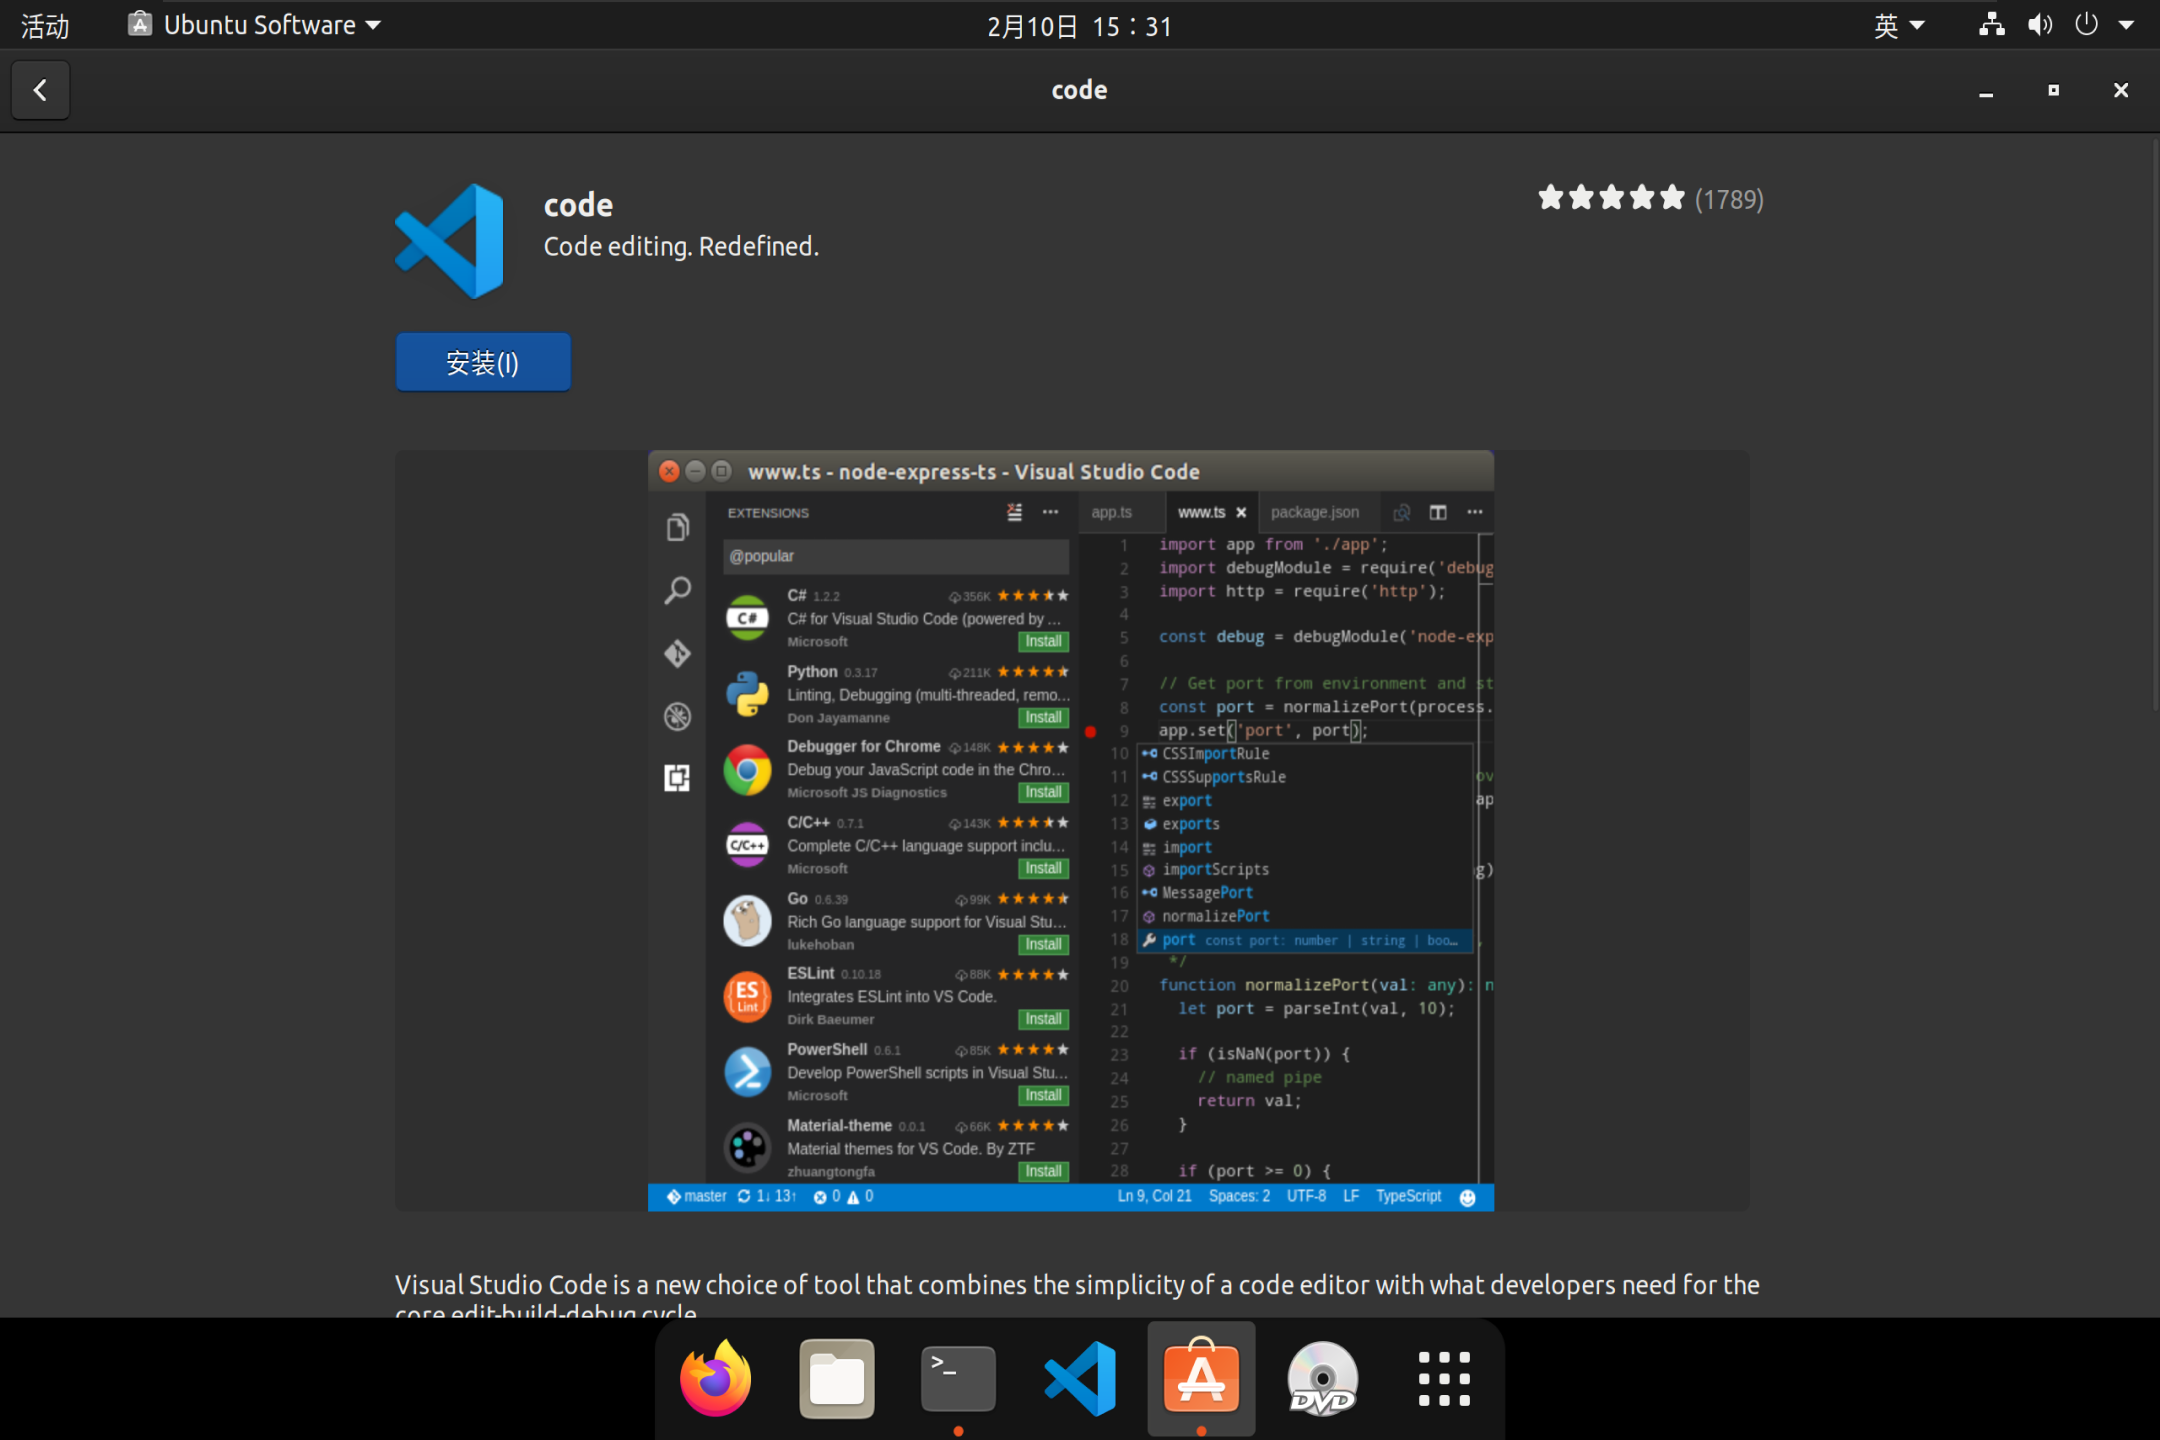 活动
Ubuntu Software
2月10日 15：31
英
code
code
Code editing. Redefined.
(1789)
安装(I)
www.ts - node-express-ts - Visual Studio Code
EXTENSIONS
app.ts
www.ts
package.json
@popular
C# 1.2.2 356K
C# for Visual Studio Code (powered by ...
Microsoft
Install
Python 0.3.17 211K
Linting, Debugging (multi-threaded, remo...
Don Jayamanne
Install
Debugger for Chrome 148K
Debug your JavaScript code in the Chro...
Microsoft JS Diagnostics
Install
C/C++ 0.7.1 143K
Complete C/C++ language support inclu...
Microsoft
Install
Go 0.6.39 99K
Rich Go language support for Visual Stu...
lukehoban
Install
ESLint 0.10.18 88K
Integrates ESLint into VS Code.
Dirk Baeumer
Install
PowerShell 0.6.1 85K
Develop PowerShell scripts in Visual Stu...
Microsoft
Install
Material-theme 0.0.1 66K
Material themes for VS Code. By ZTF
zhuangtongfa
Install
C#
C/C++
ES
Lint
1 import app from './app';
2 import debugModule = require('debug
3 import http = require('http');
4
5 const debug = debugModule('node-exp
6
7 // Get port from environment and st
8 const port = normalizePort(process.
9 app.set('port', port);
10 CSSImportRule
11 CSSSupportsRule ov
12 export ap
13 exports
14 import
15 importScripts g)
16 MessagePort
17 normalizePort
18 port const port: number | string | boo…
19 */
20 function normalizePort(val: any): n
21 let port = parseInt(val, 10);
22
23 if (isNaN(port)) {
24 // named pipe
25 return val;
26 }
27
28 if (port >= 0) {
master 1↓ 13↑ 0 0
Ln 9, Col 21 Spaces: 2 UTF-8 LF TypeScript
Visual Studio Code is a new choice of tool that combines the simplicity of a code editor with what developers need for the
core edit-build-debug cycle.
>_
DVD